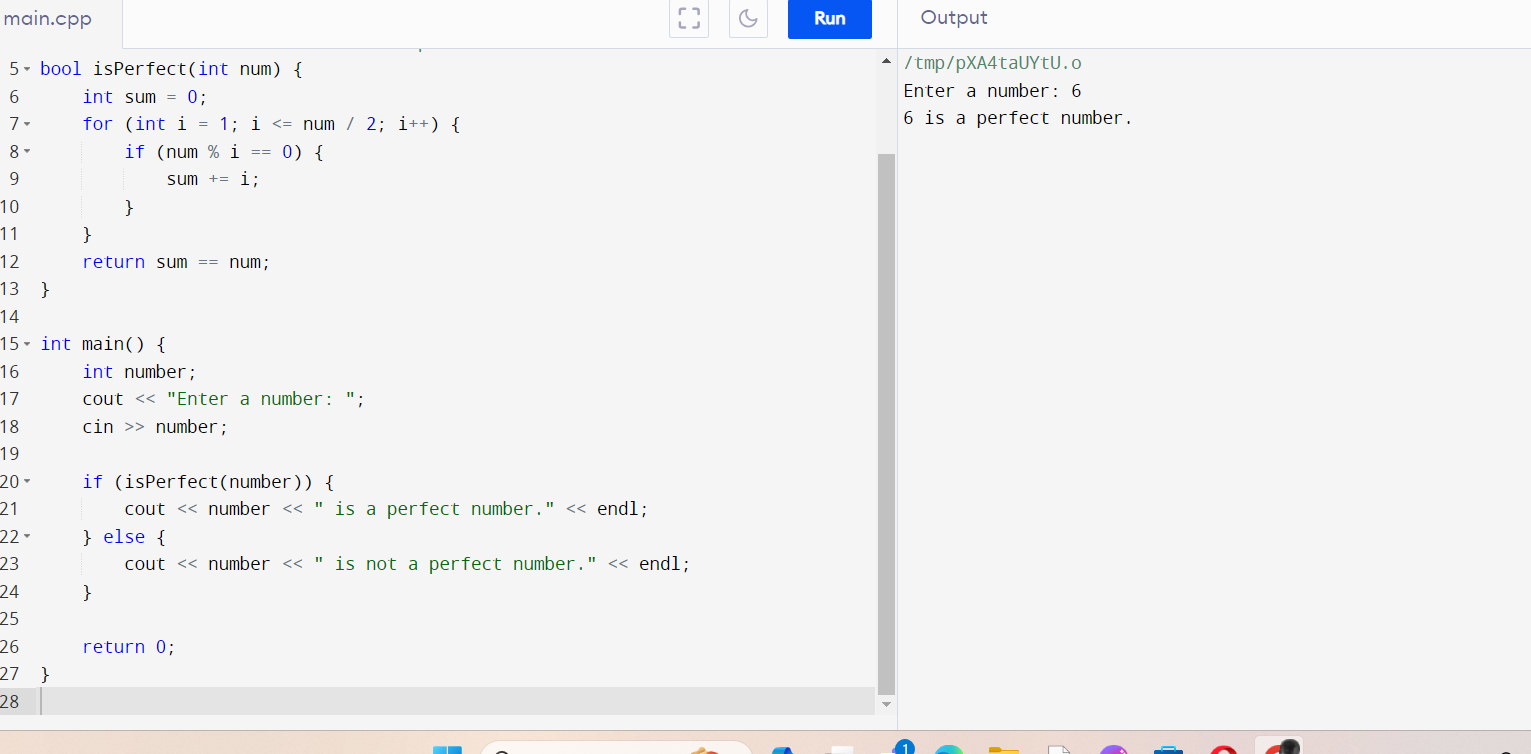 main.cpp
Run
Output
5 bool isPerfect(int num) {
6 int sum = 0;
7 for (int i = 1; i <= num / 2; i++) {
8 if (num % i == 0) {
9 sum += i;
10 }
11 }
12 return sum == num;
13 }
14
15 int main() {
16 int number;
17 cout << "Enter a number: ";
18 cin >> number;
19
20 if (isPerfect(number)) {
21 cout << number << " is a perfect number." << endl;
22 } else {
23 cout << number << " is not a perfect number." << endl;
24 }
25
26 return 0;
27 }
28
/tmp/pXA4taUYtU.o
Enter a number: 6
6 is a perfect number.
1